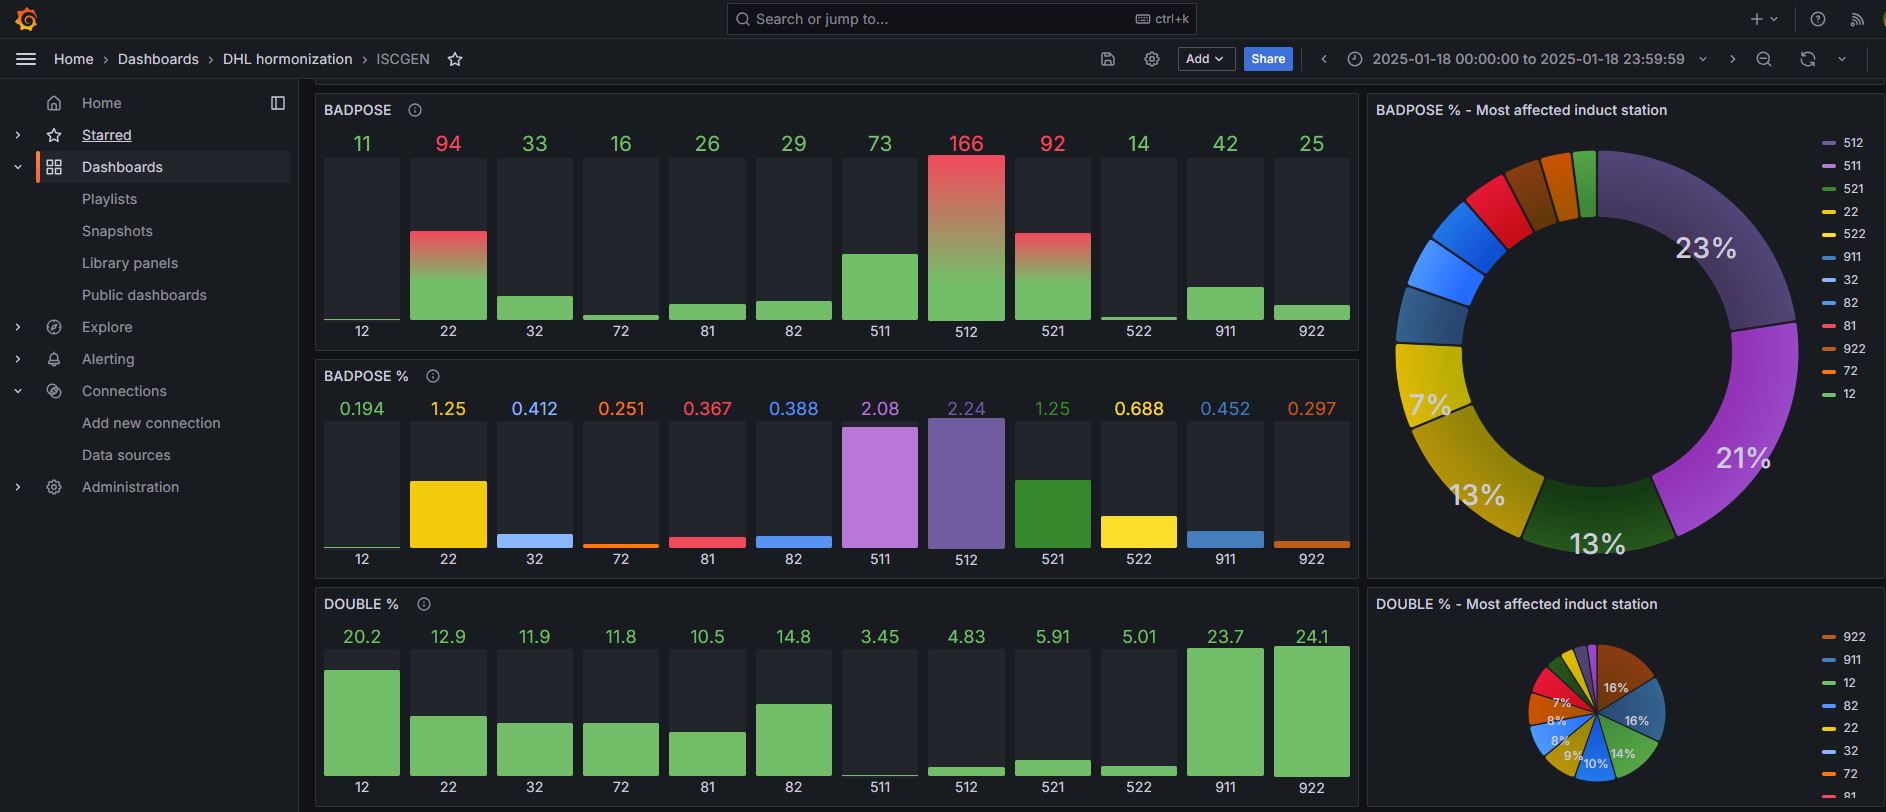 Search or jump to...
ctrl+k
Home › Dashboards › DHL hormonization › ISCGEN
Add
Share
2025-01-18 00:00:00 to 2025-01-18 23:59:59
Home
Starred
Dashboards
Playlists
Snapshots
Library panels
Public dashboards
Explore
Alerting
Connections
Add new connection
Data sources
Administration
BADPOSE
11 94 33 16 26 29 73 166 92 14 42 25
12 22 32 72 81 82 511 512 521 522 911 922
BADPOSE %
0.194 1.25 0.412 0.251 0.367 0.388 2.08 2.24 1.25 0.688 0.452 0.297
12 22 32 72 81 82 511 512 521 522 911 922
DOUBLE %
20.2 12.9 11.9 11.8 10.5 14.8 3.45 4.83 5.91 5.01 23.7 24.1
12 22 32 72 81 82 511 512 521 522 911 922
BADPOSE % - Most affected induct station
23%
21%
13%
13%
7%
512
511
521
22
522
911
32
82
81
922
72
12
DOUBLE % - Most affected induct station
16%
16%
14%
10%
9%
8%
8%
7%
922
911
12
82
22
32
72
81